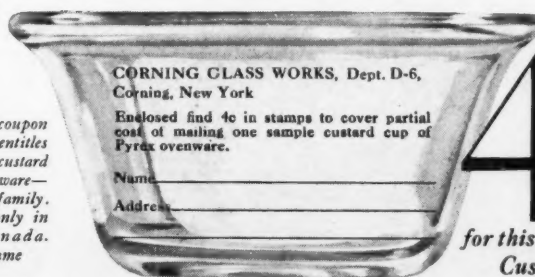 coupon
entitles
custard
ware—
family.
only in
nada.
me
CORNING GLASS WORKS, Dept. D-6,
Corning, New York
Enclosed find 4c in stamps to cover partial
cost of mailing one sample custard cup of
Pyrex ovenware.
Name
Address
4
for this
Cus